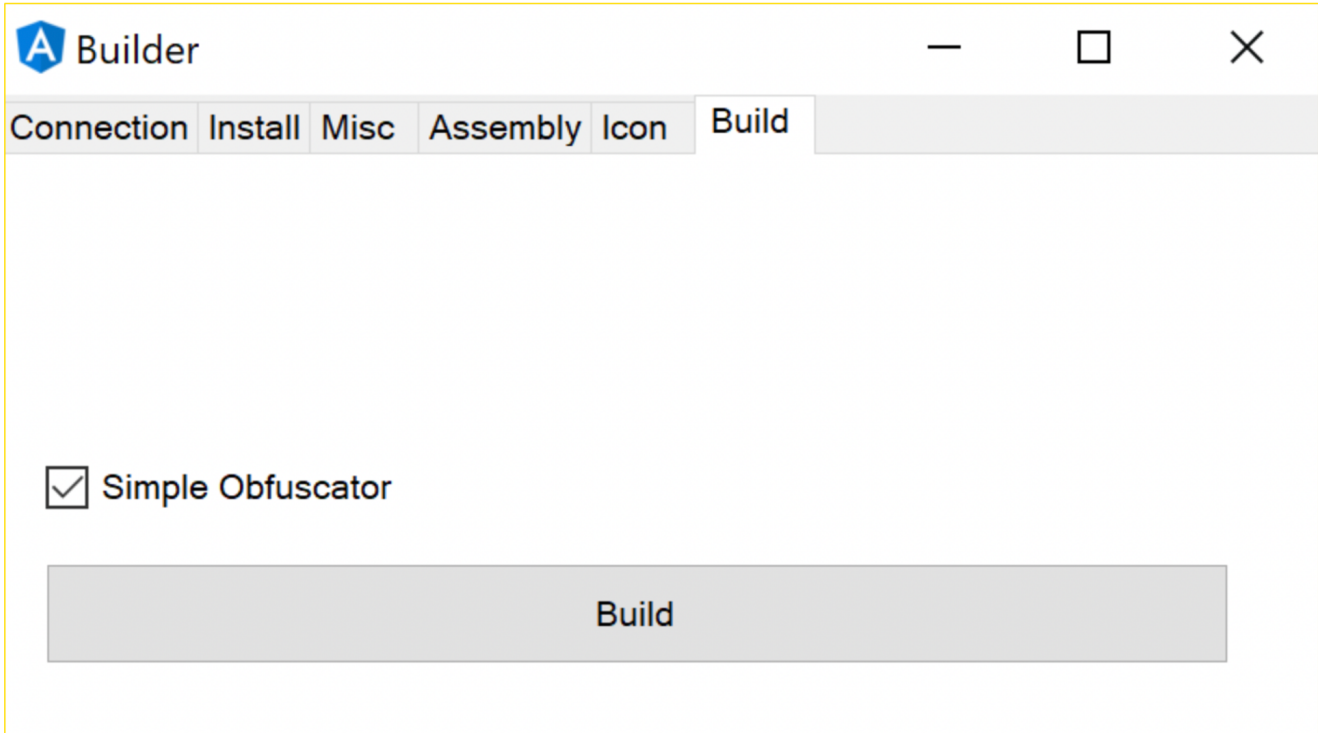 Builder
Connection Install Misc Assembly Icon Build
Simple Obfuscator
Build